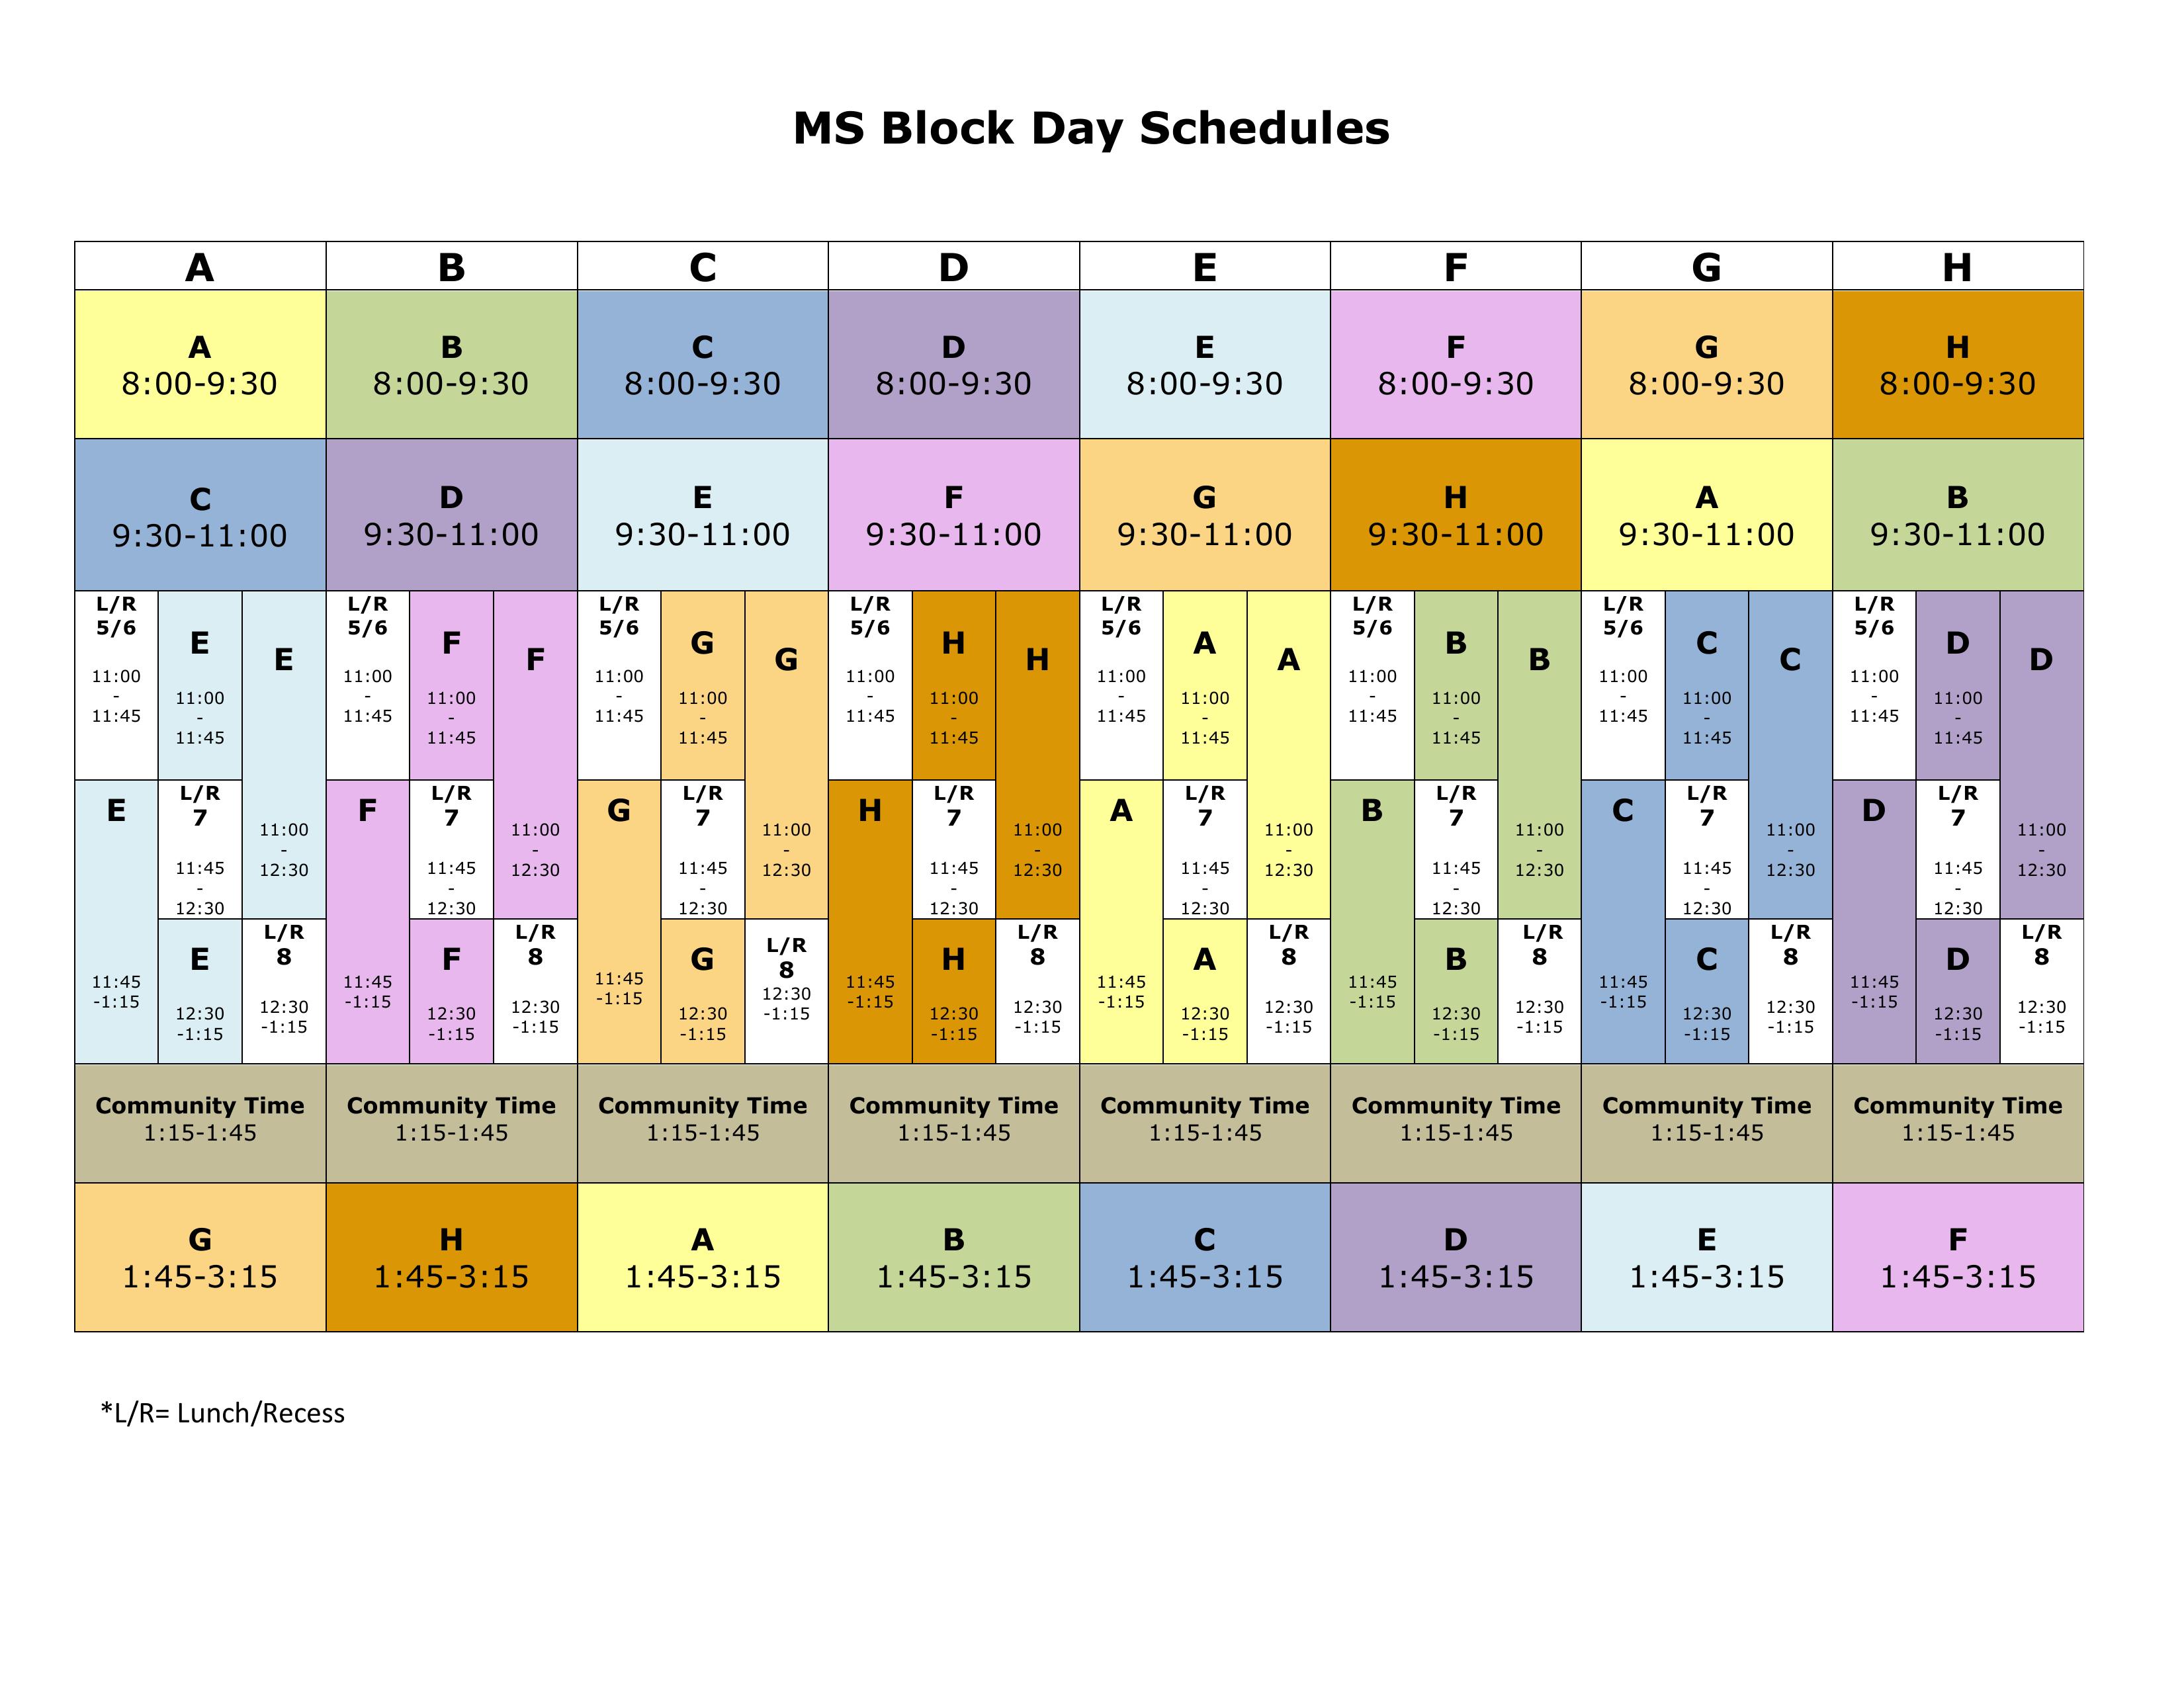 MS Block Day Schedules
A B C D E F G H
A B C D E F G H
8:00-9:30 8:00-9:30 8:00-9:30 8:00-9:30 8:00-9:30 8:00-9:30 8:00-9:30 8:00-9:30
C D E F G H A B
9:30-11:00 9:30-11:00 9:30-11:00 9:30-11:00 9:30-11:00 9:30-11:00 9:30-11:00 9:30-11:00
L/R L/R L/R L/R L/R L/R L/R L/R
5/6 5/6 5/6 5/6 5/6 5/6 5/6 5/6
E E F F G G H H A A B B C C D D
11:00 11:00 11:00 11:00 11:00 11:00 11:00 11:00
- - - - - - - -
11:45 11:45 11:45 11:45 11:45 11:45 11:45 11:45
11:00 11:00 11:00 11:00 11:00 11:00 11:00 11:00
- - - - - - - -
11:45 11:45 11:45 11:45 11:45 11:45 11:45 11:45
E L/R F L/R G L/R H L/R A L/R B L/R C L/R D L/R
7 7 7 7 7 7 7 7
11:00 11:00 11:00 11:00 11:00 11:00 11:00 11:00
- - - - - - - -
12:30 12:30 12:30 12:30 12:30 12:30 12:30 12:30
11:45 11:45 11:45 11:45 11:45 11:45 11:45 11:45
- - - - - - - -
12:30 12:30 12:30 12:30 12:30 12:30 12:30 12:30
E L/R F L/R G L/R H L/R A L/R B L/R C L/R D L/R
8 8 8 8 8 8 8 8
11:45 11:45 11:45 11:45 11:45 11:45 11:45 11:45
-1:15 -1:15 -1:15 -1:15 -1:15 -1:15 -1:15 -1:15
12:30 12:30 12:30 12:30 12:30 12:30 12:30 12:30 12:30 12:30 12:30 12:30 12:30 12:30 12:30 12:30
-1:15 -1:15 -1:15 -1:15 -1:15 -1:15 -1:15 -1:15 -1:15 -1:15 -1:15 -1:15 -1:15 -1:15 -1:15 -1:15
Community Time Community Time Community Time Community Time Community Time Community Time Community Time Community Time
1:15-1:45 1:15-1:45 1:15-1:45 1:15-1:45 1:15-1:45 1:15-1:45 1:15-1:45 1:15-1:45
G H A B C D E F
1:45-3:15 1:45-3:15 1:45-3:15 1:45-3:15 1:45-3:15 1:45-3:15 1:45-3:15 1:45-3:15
*L/R= Lunch/Recess